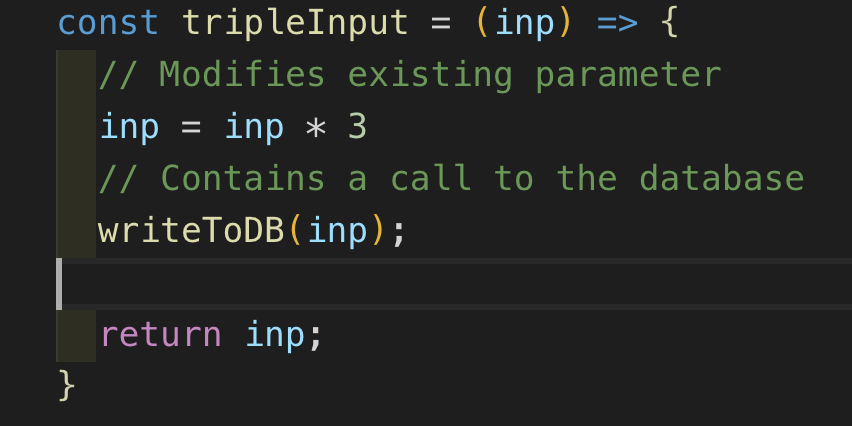 const tripleInput = (inp) => {
// Modifies existing parameter
inp = inp * 3
// Contains a call to the database
writeToDB(inp);
return inp;
}